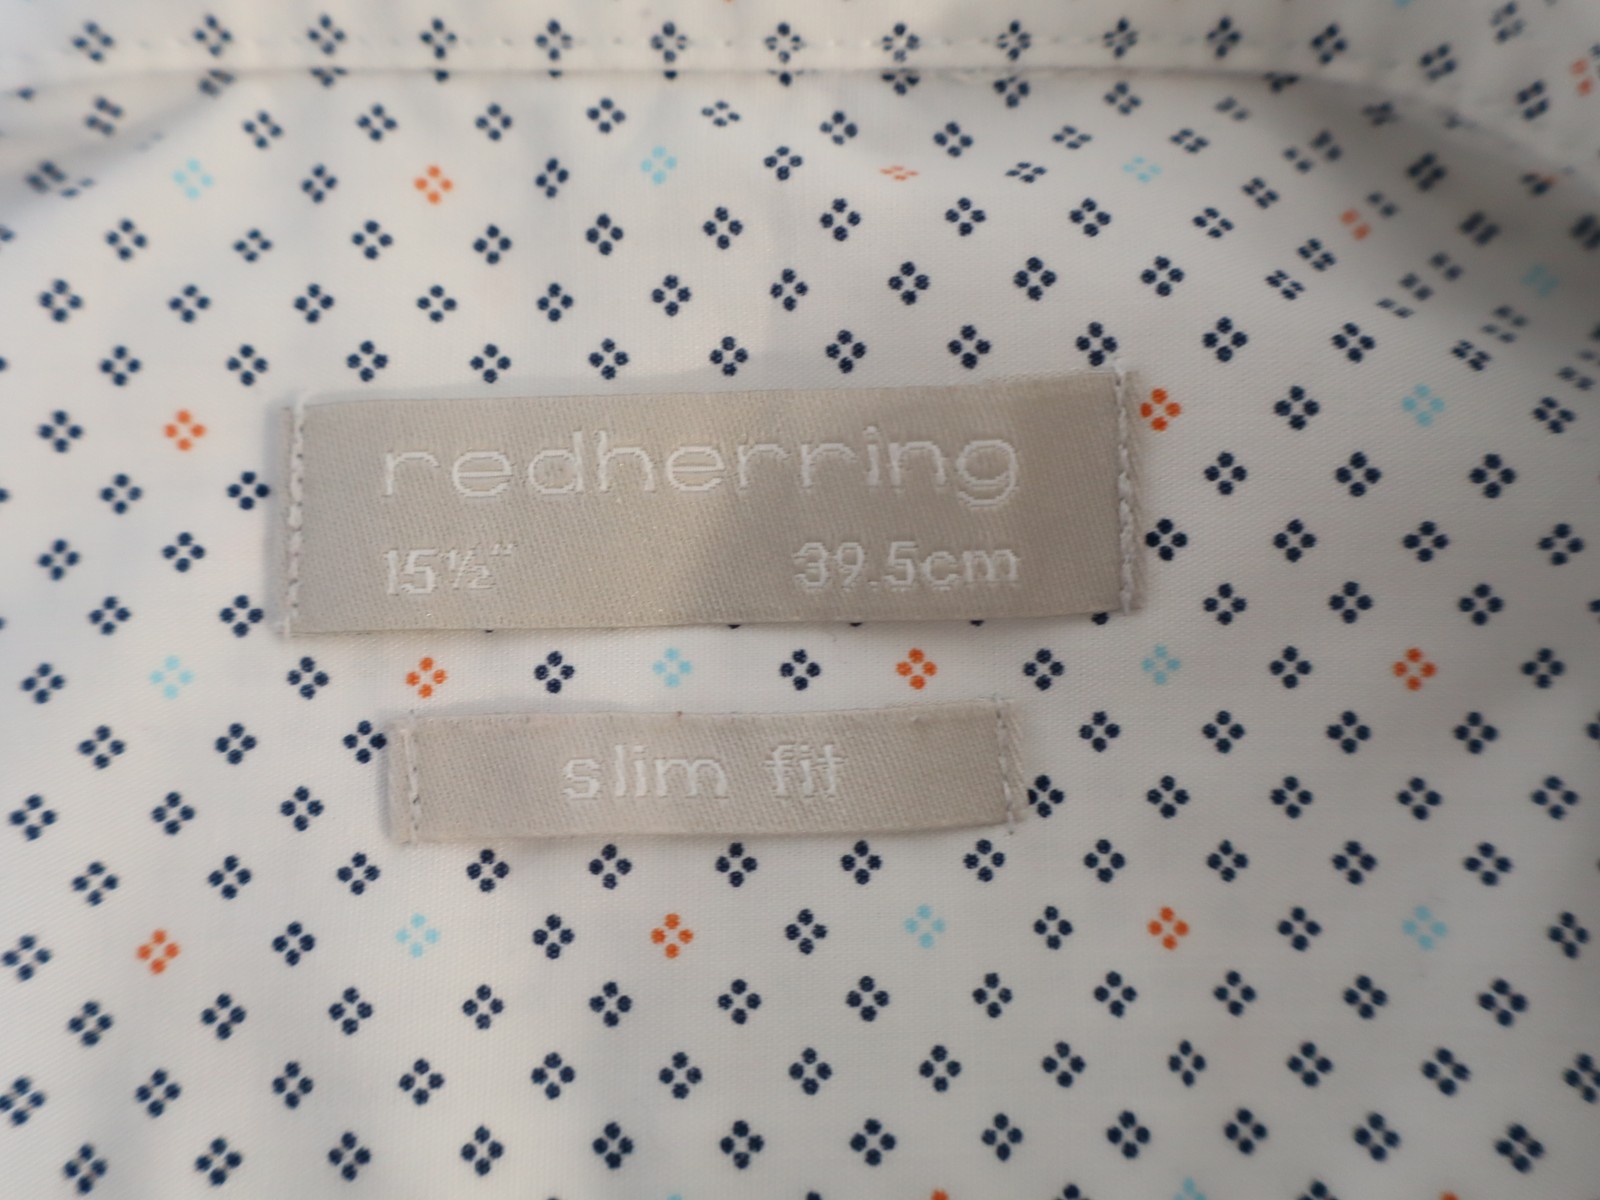 redherring
15½" 39.5cm
slim fit